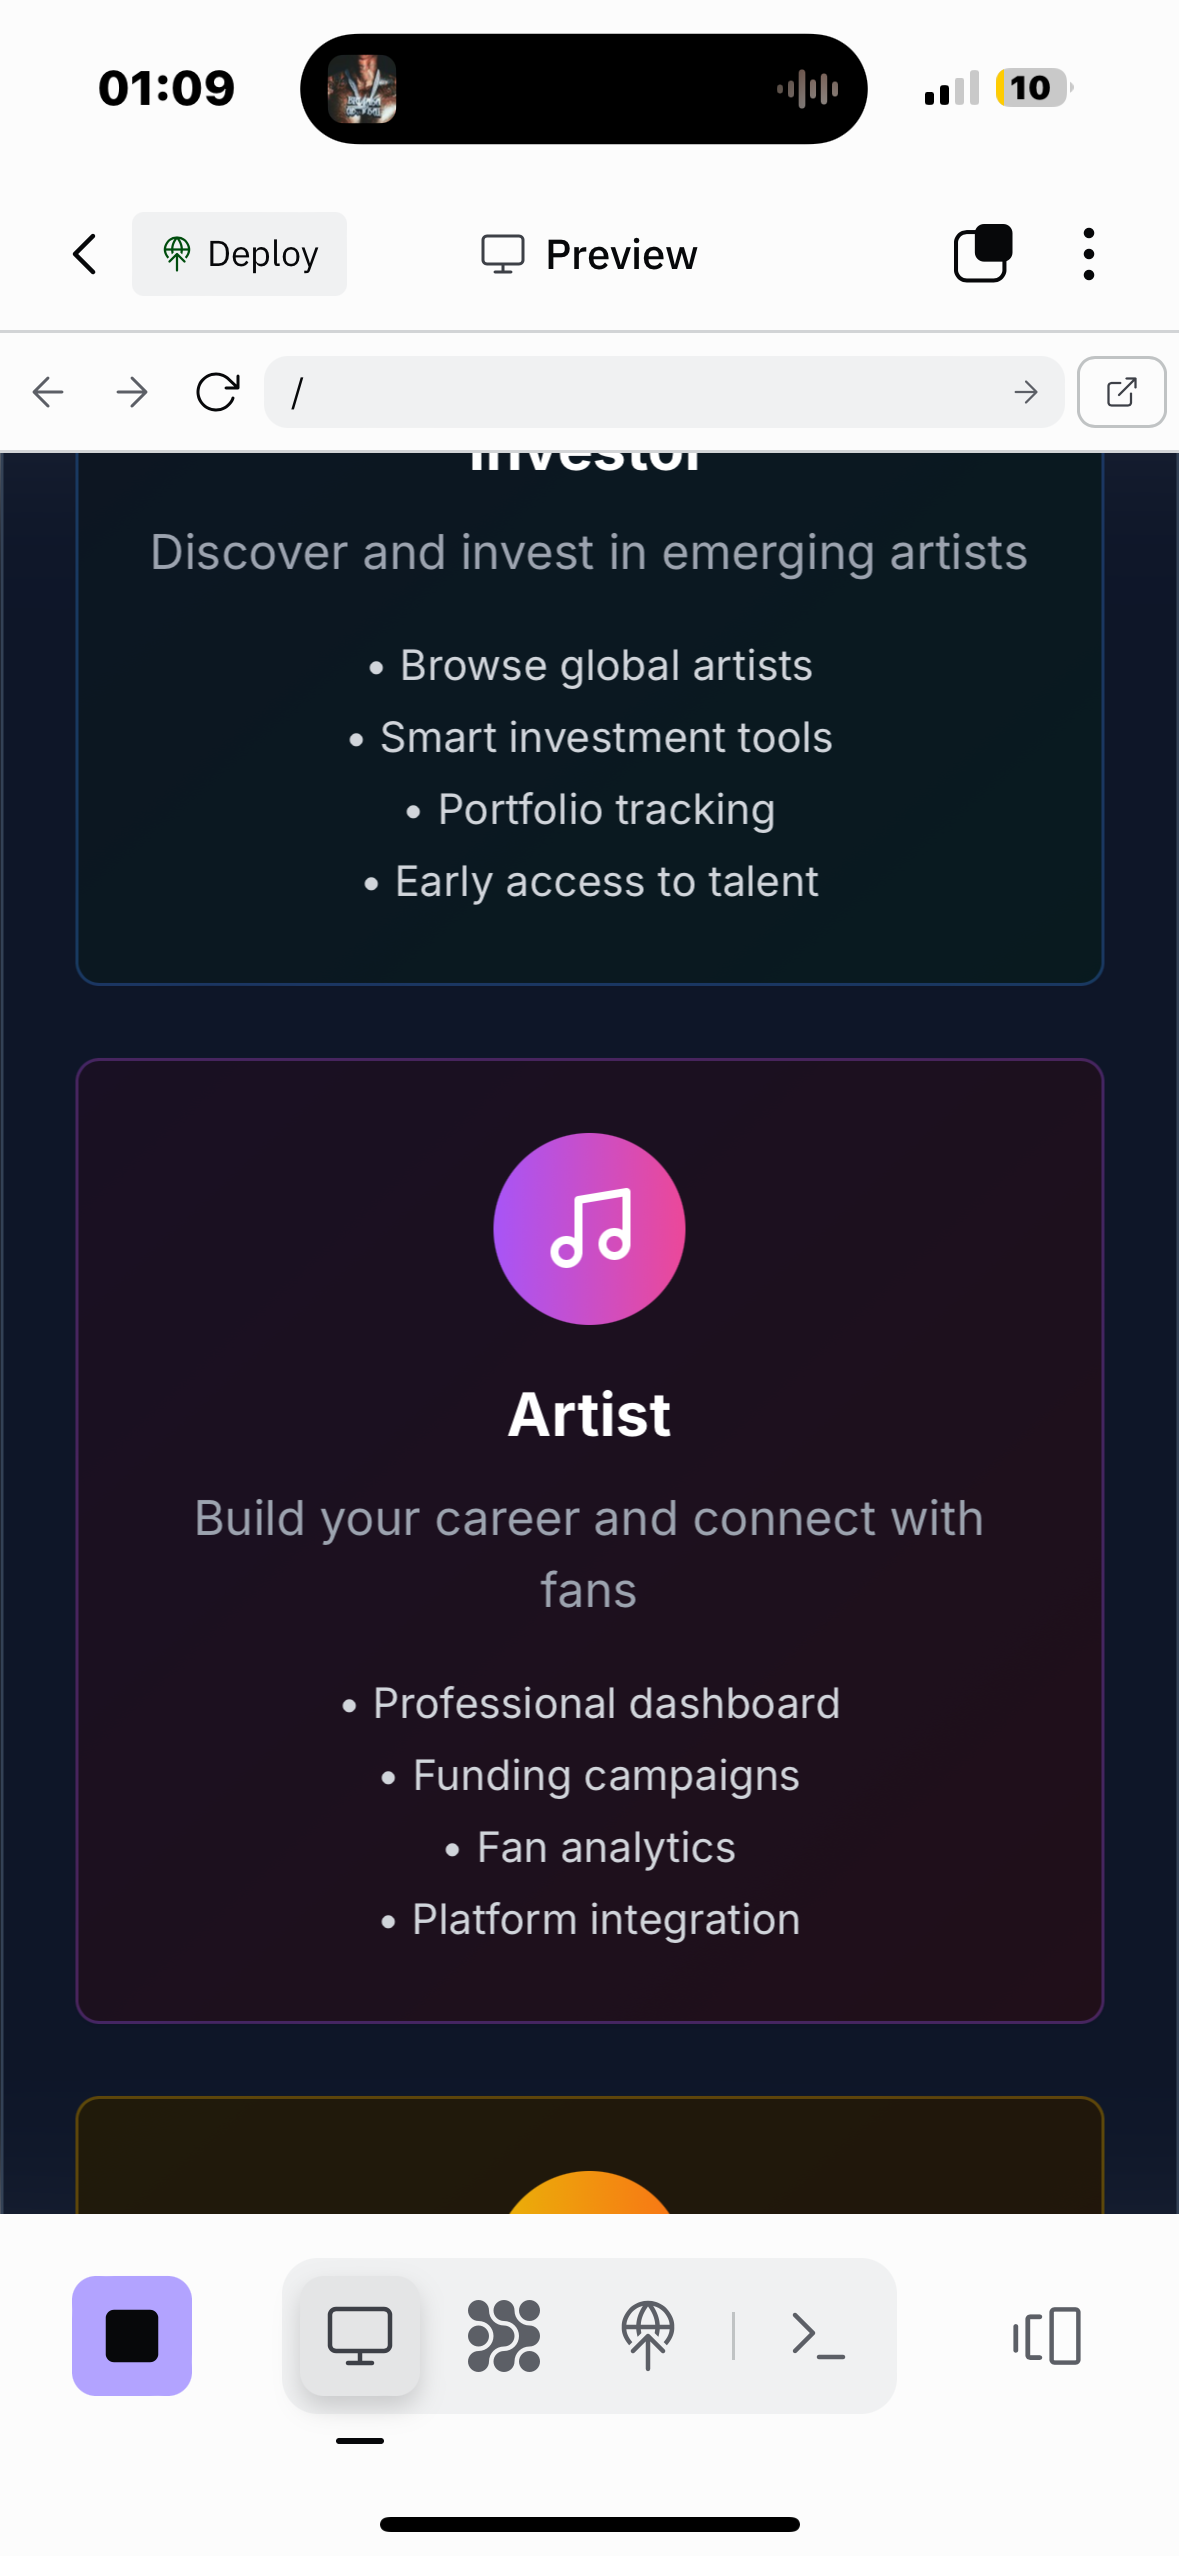 01:09
10
Deploy
Preview
/
Investor
Discover and invest in emerging artists
• Browse global artists
• Smart investment tools
• Portfolio tracking
• Early access to talent
Artist
Build your career and connect with
fans
• Professional dashboard
• Funding campaigns
• Fan analytics
• Platform integration